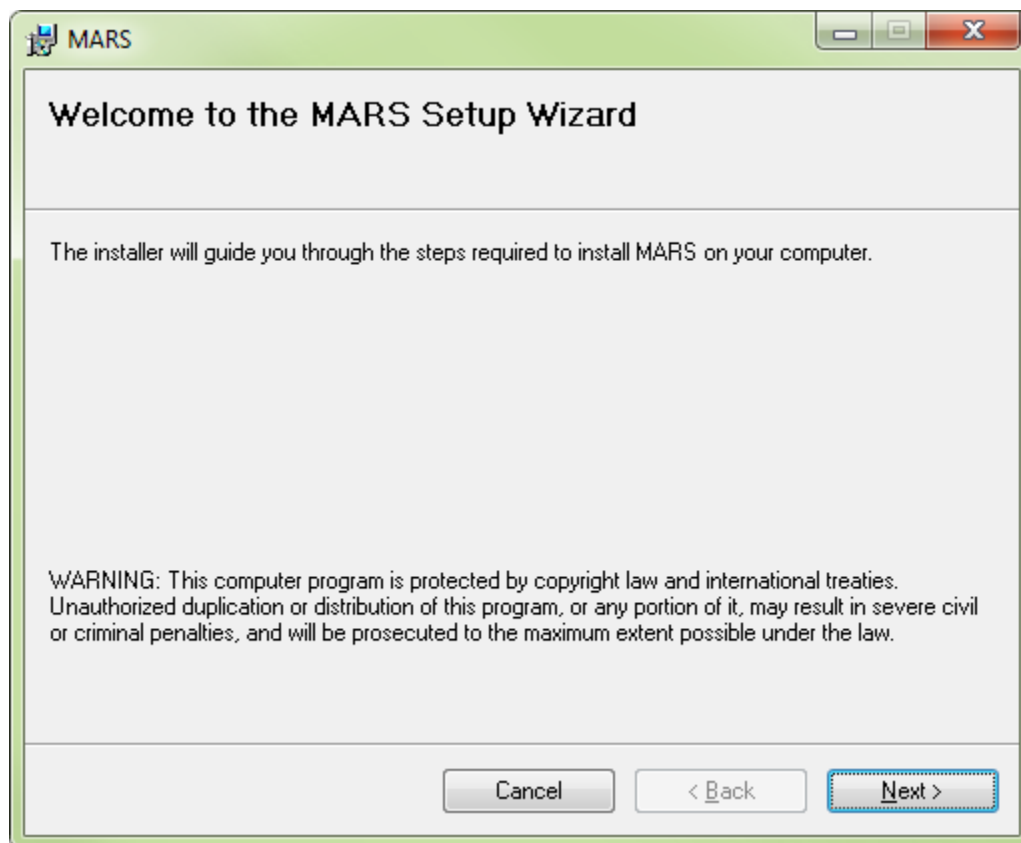 MARS
Welcome to the MARS Setup Wizard
The installer will guide you through the steps required to install MARS on your computer.
WARNING: This computer program is protected by copyright law and international treaties.
Unauthorized duplication or distribution of this program, or any portion of it, may result in severe civil
or criminal penalties, and will be prosecuted to the maximum extent possible under the law.
Cancel
< Back
Next >